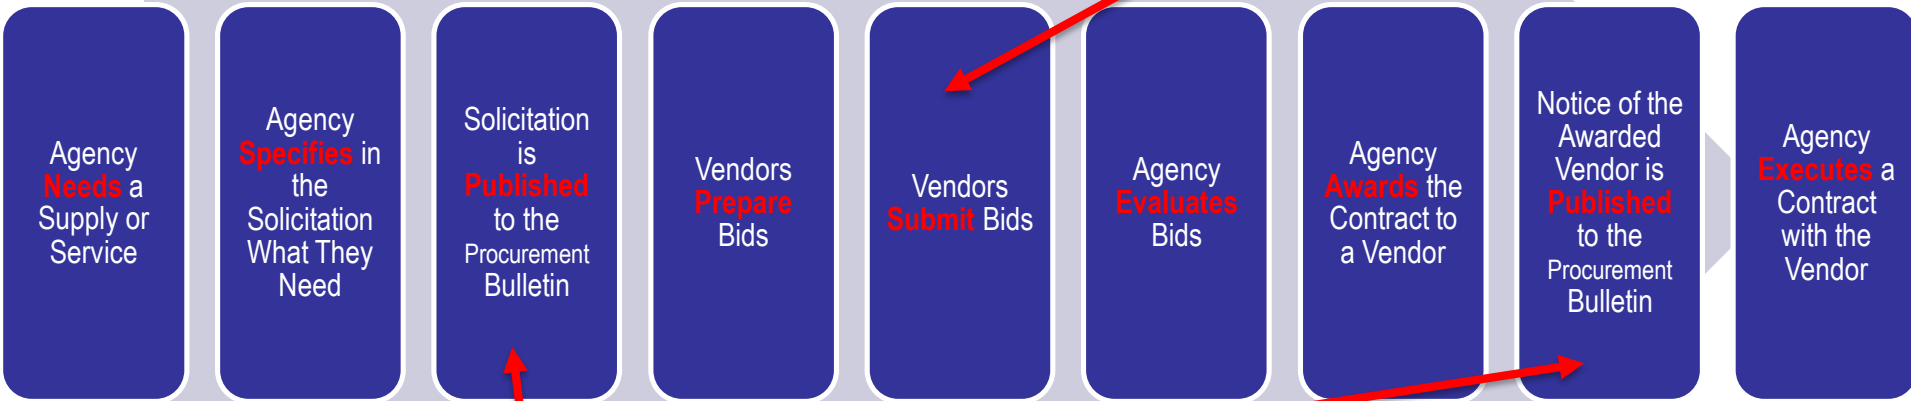 Agency
Needs a
Supply or
Service
Agency
Specifies in
the
Solicitation
What They
Need
Solicitation
is
Published
to the
Procurement
Bulletin
Vendors
Prepare
Bids
Vendors
Submit Bids
Agency
Evaluates
Bids
Agency
Awards the
Contract to
a Vendor
Notice of the
Awarded
Vendor is
Published
to the
Procurement
Bulletin
Agency
Executes a
Contract
with the
Vendor